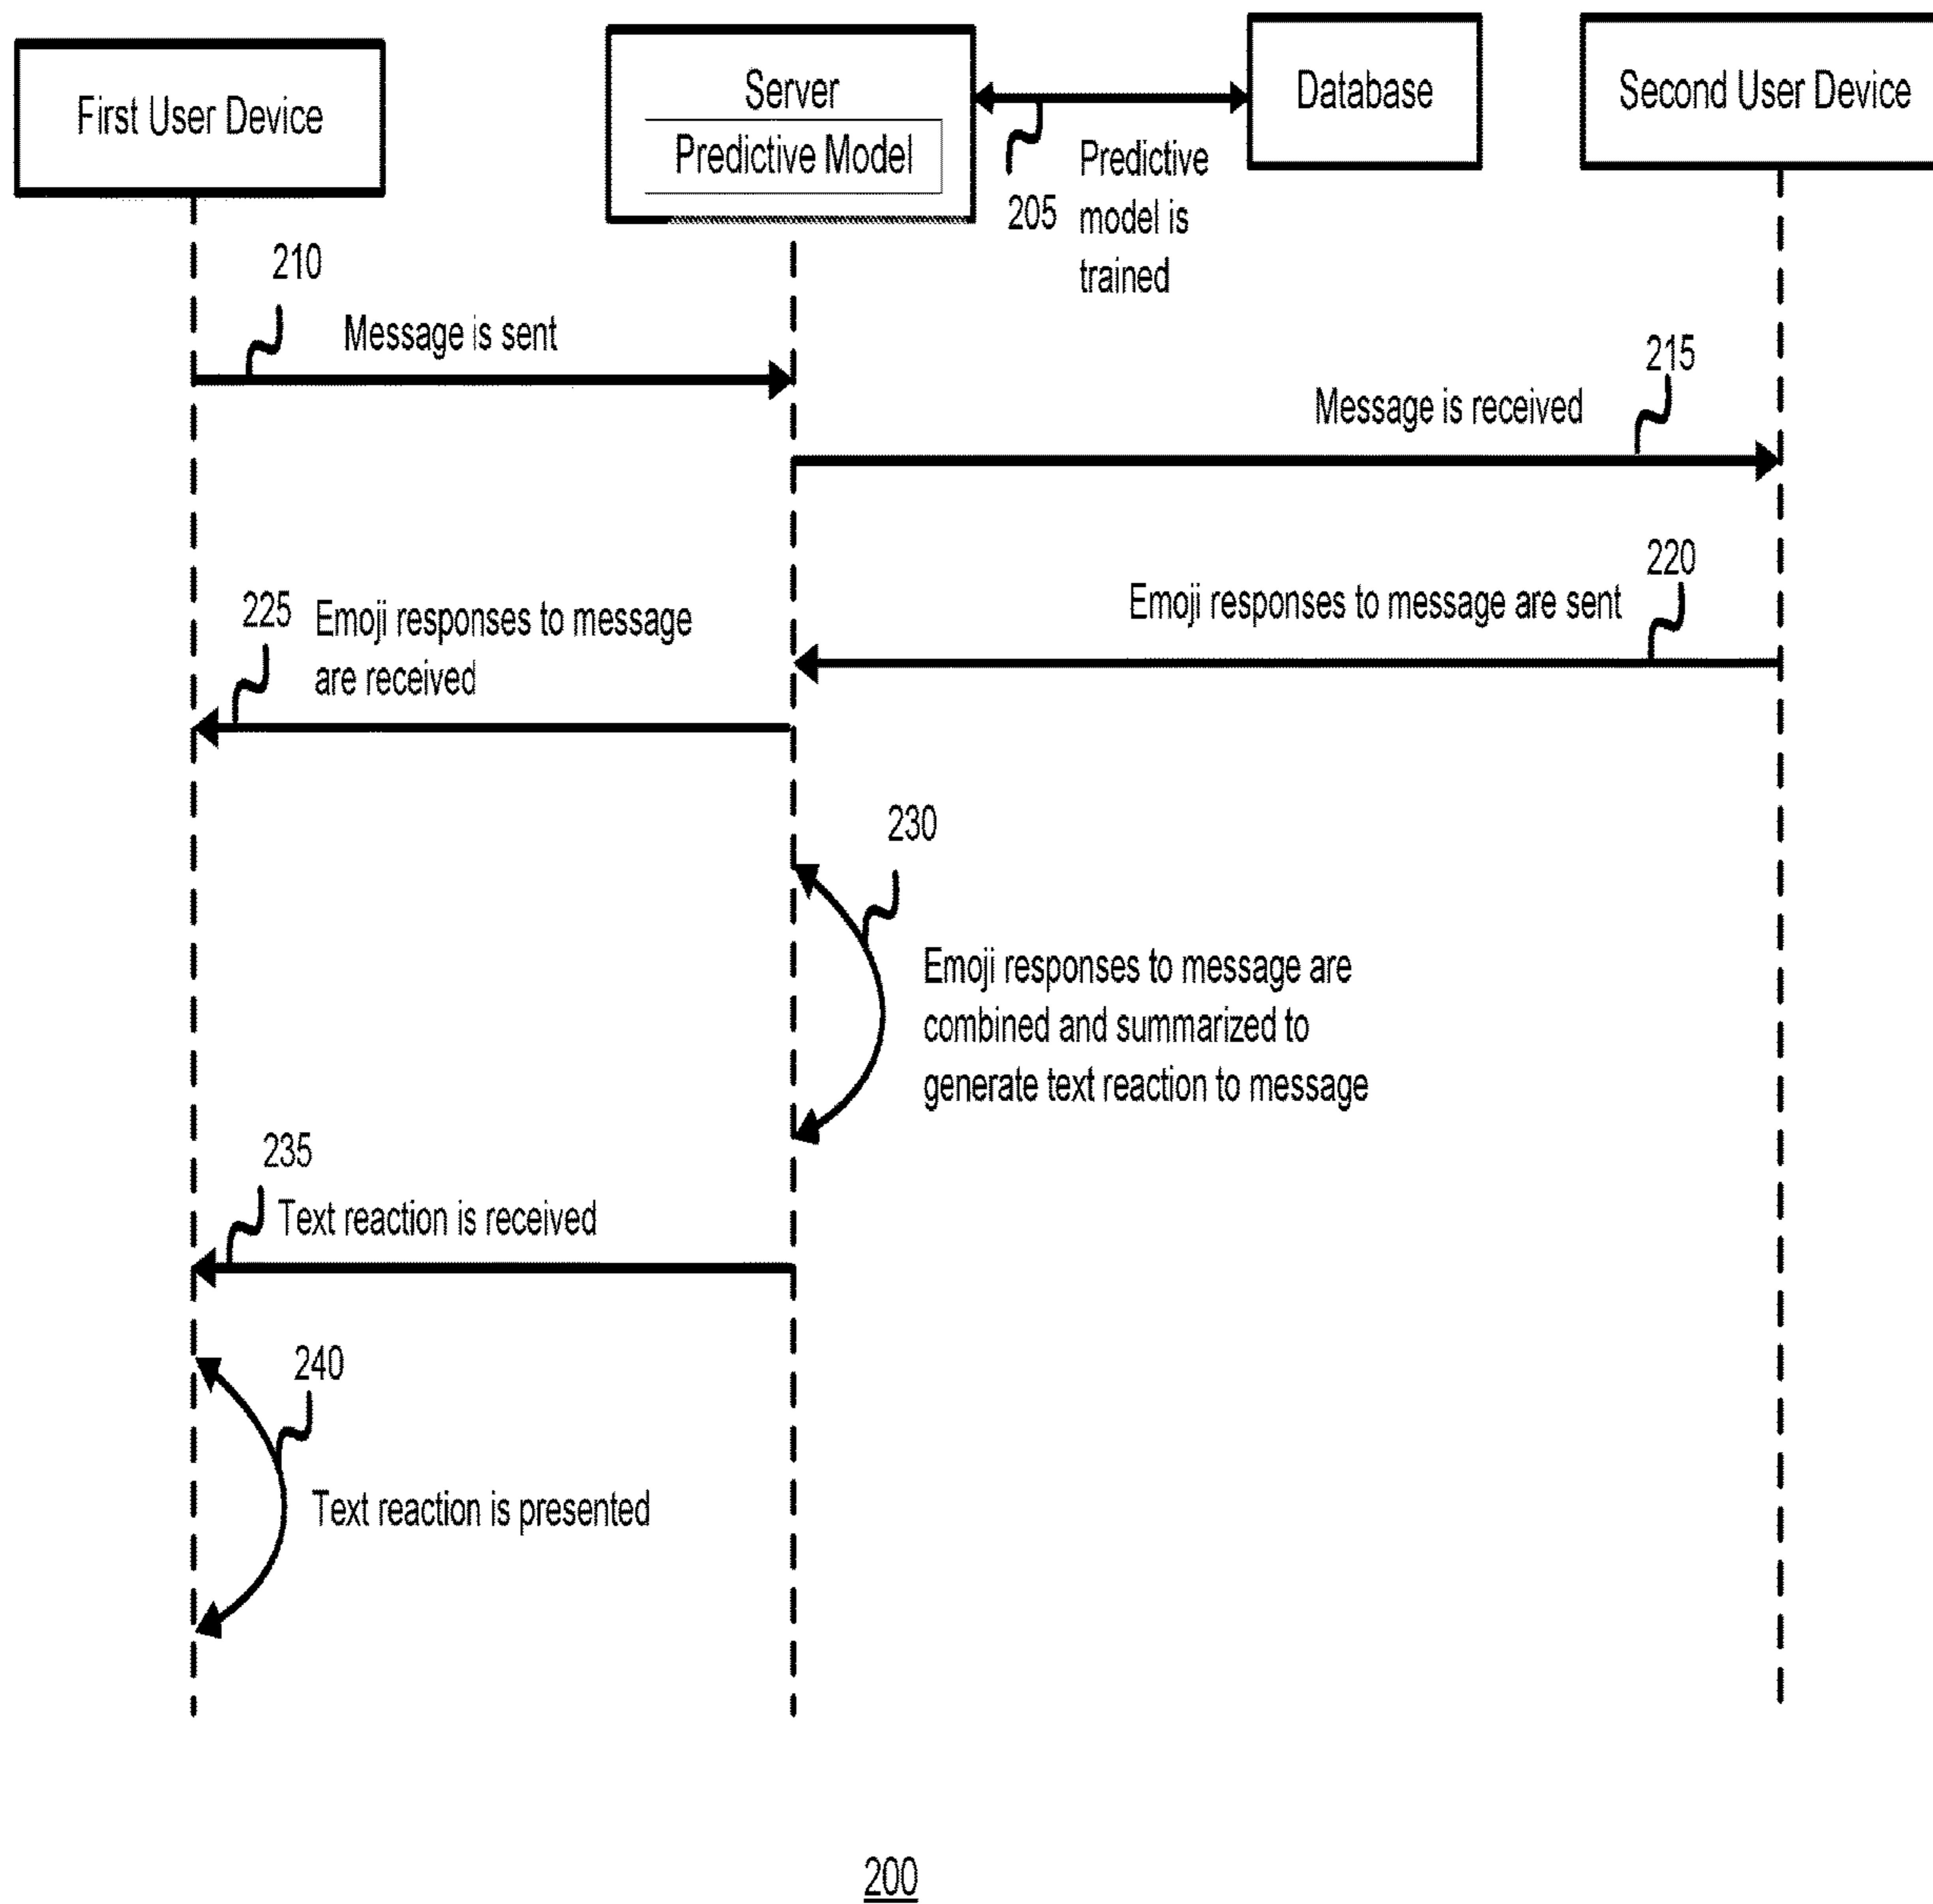 First User Device
Server
Predictive Model
Database
Second User Device
205
Predictive
model is
trained
210
Message is sent
215
Message is received
220
Emoji responses to message are sent
225
Emoji responses to message
are received
230
Emoji responses to message are
combined and summarized to
generate text reaction to message
235
Text reaction is received
240
Text reaction is presented
200